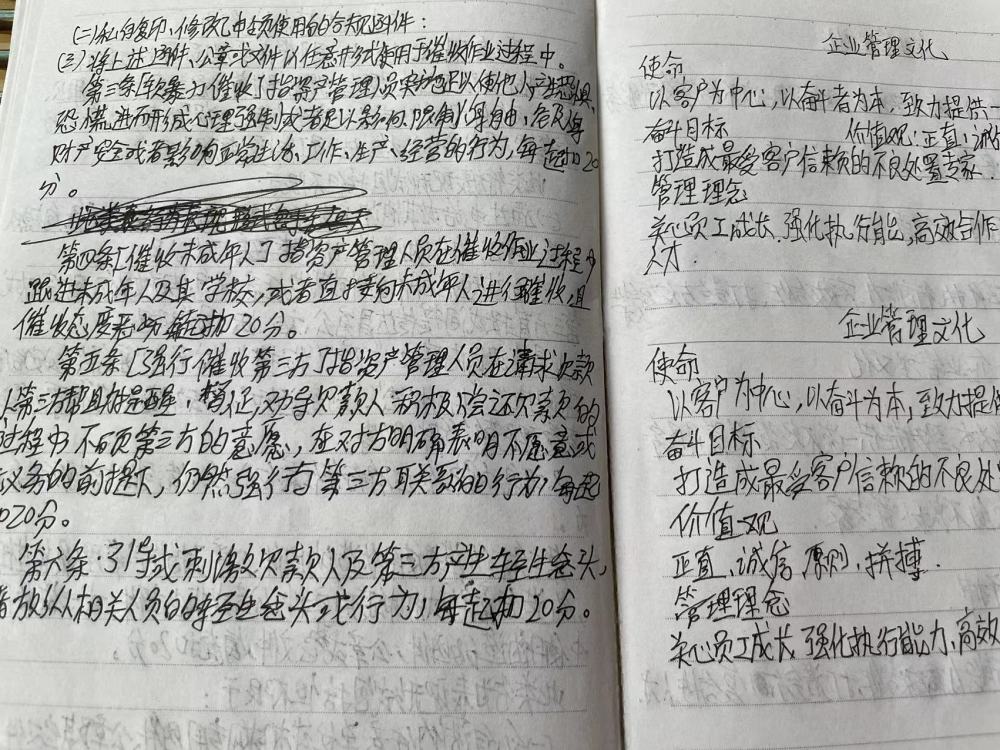 (二)私自复印、修改、中续使用的合规函件：
(三)将上述函件、公章或文件以任意形式使用于催收作业过程中。
第三条「软暴力催收」指客户管理人员实施足以使他人产生恐惧、
恐慌进而形成心理强制或者足以影响、限制人身自由、危及人身
财产安全或者影响正常生活、工作、生产、经营的行为,每起扣20
分。
第四条「催收未成年人」指客户管理人员在催收作业过程中
跟进未成年人及其学校,或者直接向未成年人进行催收,且
催收态度恶劣,每起扣20分。
第五条「强行催收第三方」指资产管理人员在请求欠款
人第三方帮助提醒、督促,劝导欠款人积极偿还欠款的
过程中不顾第三方的意愿,在对方明确表明不愿意或
义务的前提下,仍然强行与第三方联系的行为,每起
扣20分。
第六条.引导或刺激欠款人及第三方产生轻生念头,
放纵相关人员的轻生念头或行为,每起扣20分。
企业管理文化
使命
以客户为中心,以奋斗者为本,致力提供一
奋斗目标 价值观:正直、诚
打造成最受客户信赖的不良处置专家.
管理理念
关心员工成长、强化执行能,高效合作
人才.
企业管理文化
使命
以客户为中心,以奋斗为本,致力提供
奋斗目标
打造成最受客户信赖的不良处
价值观
正直、诚信、原则、拼搏.
管理理念
关心员工成长、强化执行能力、高效